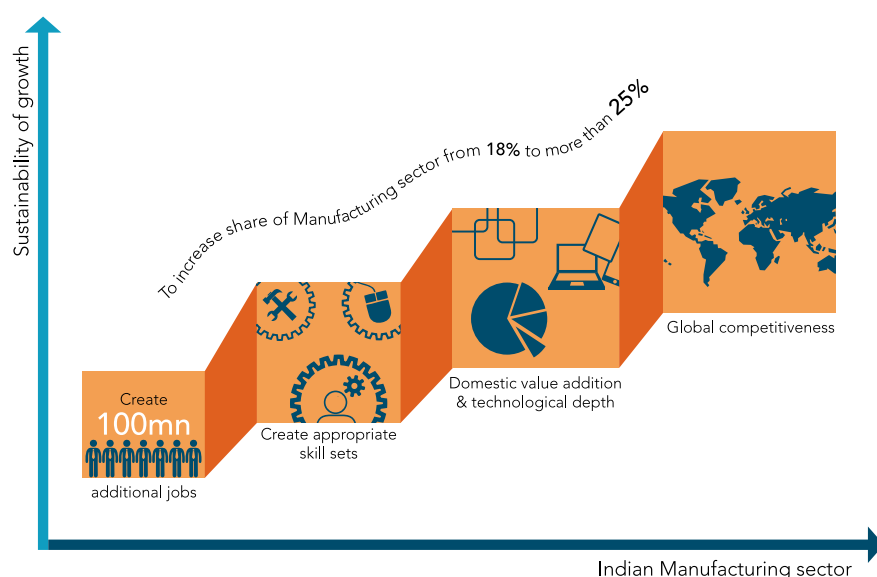 Sustainability of growth
To increase share of Manufacturing sector from 18% to more than 25%
Create
100mn
additional jobs
Create appropriate
skill sets
Domestic value addition
& technological depth
Global competitiveness
Indian Manufacturing sector